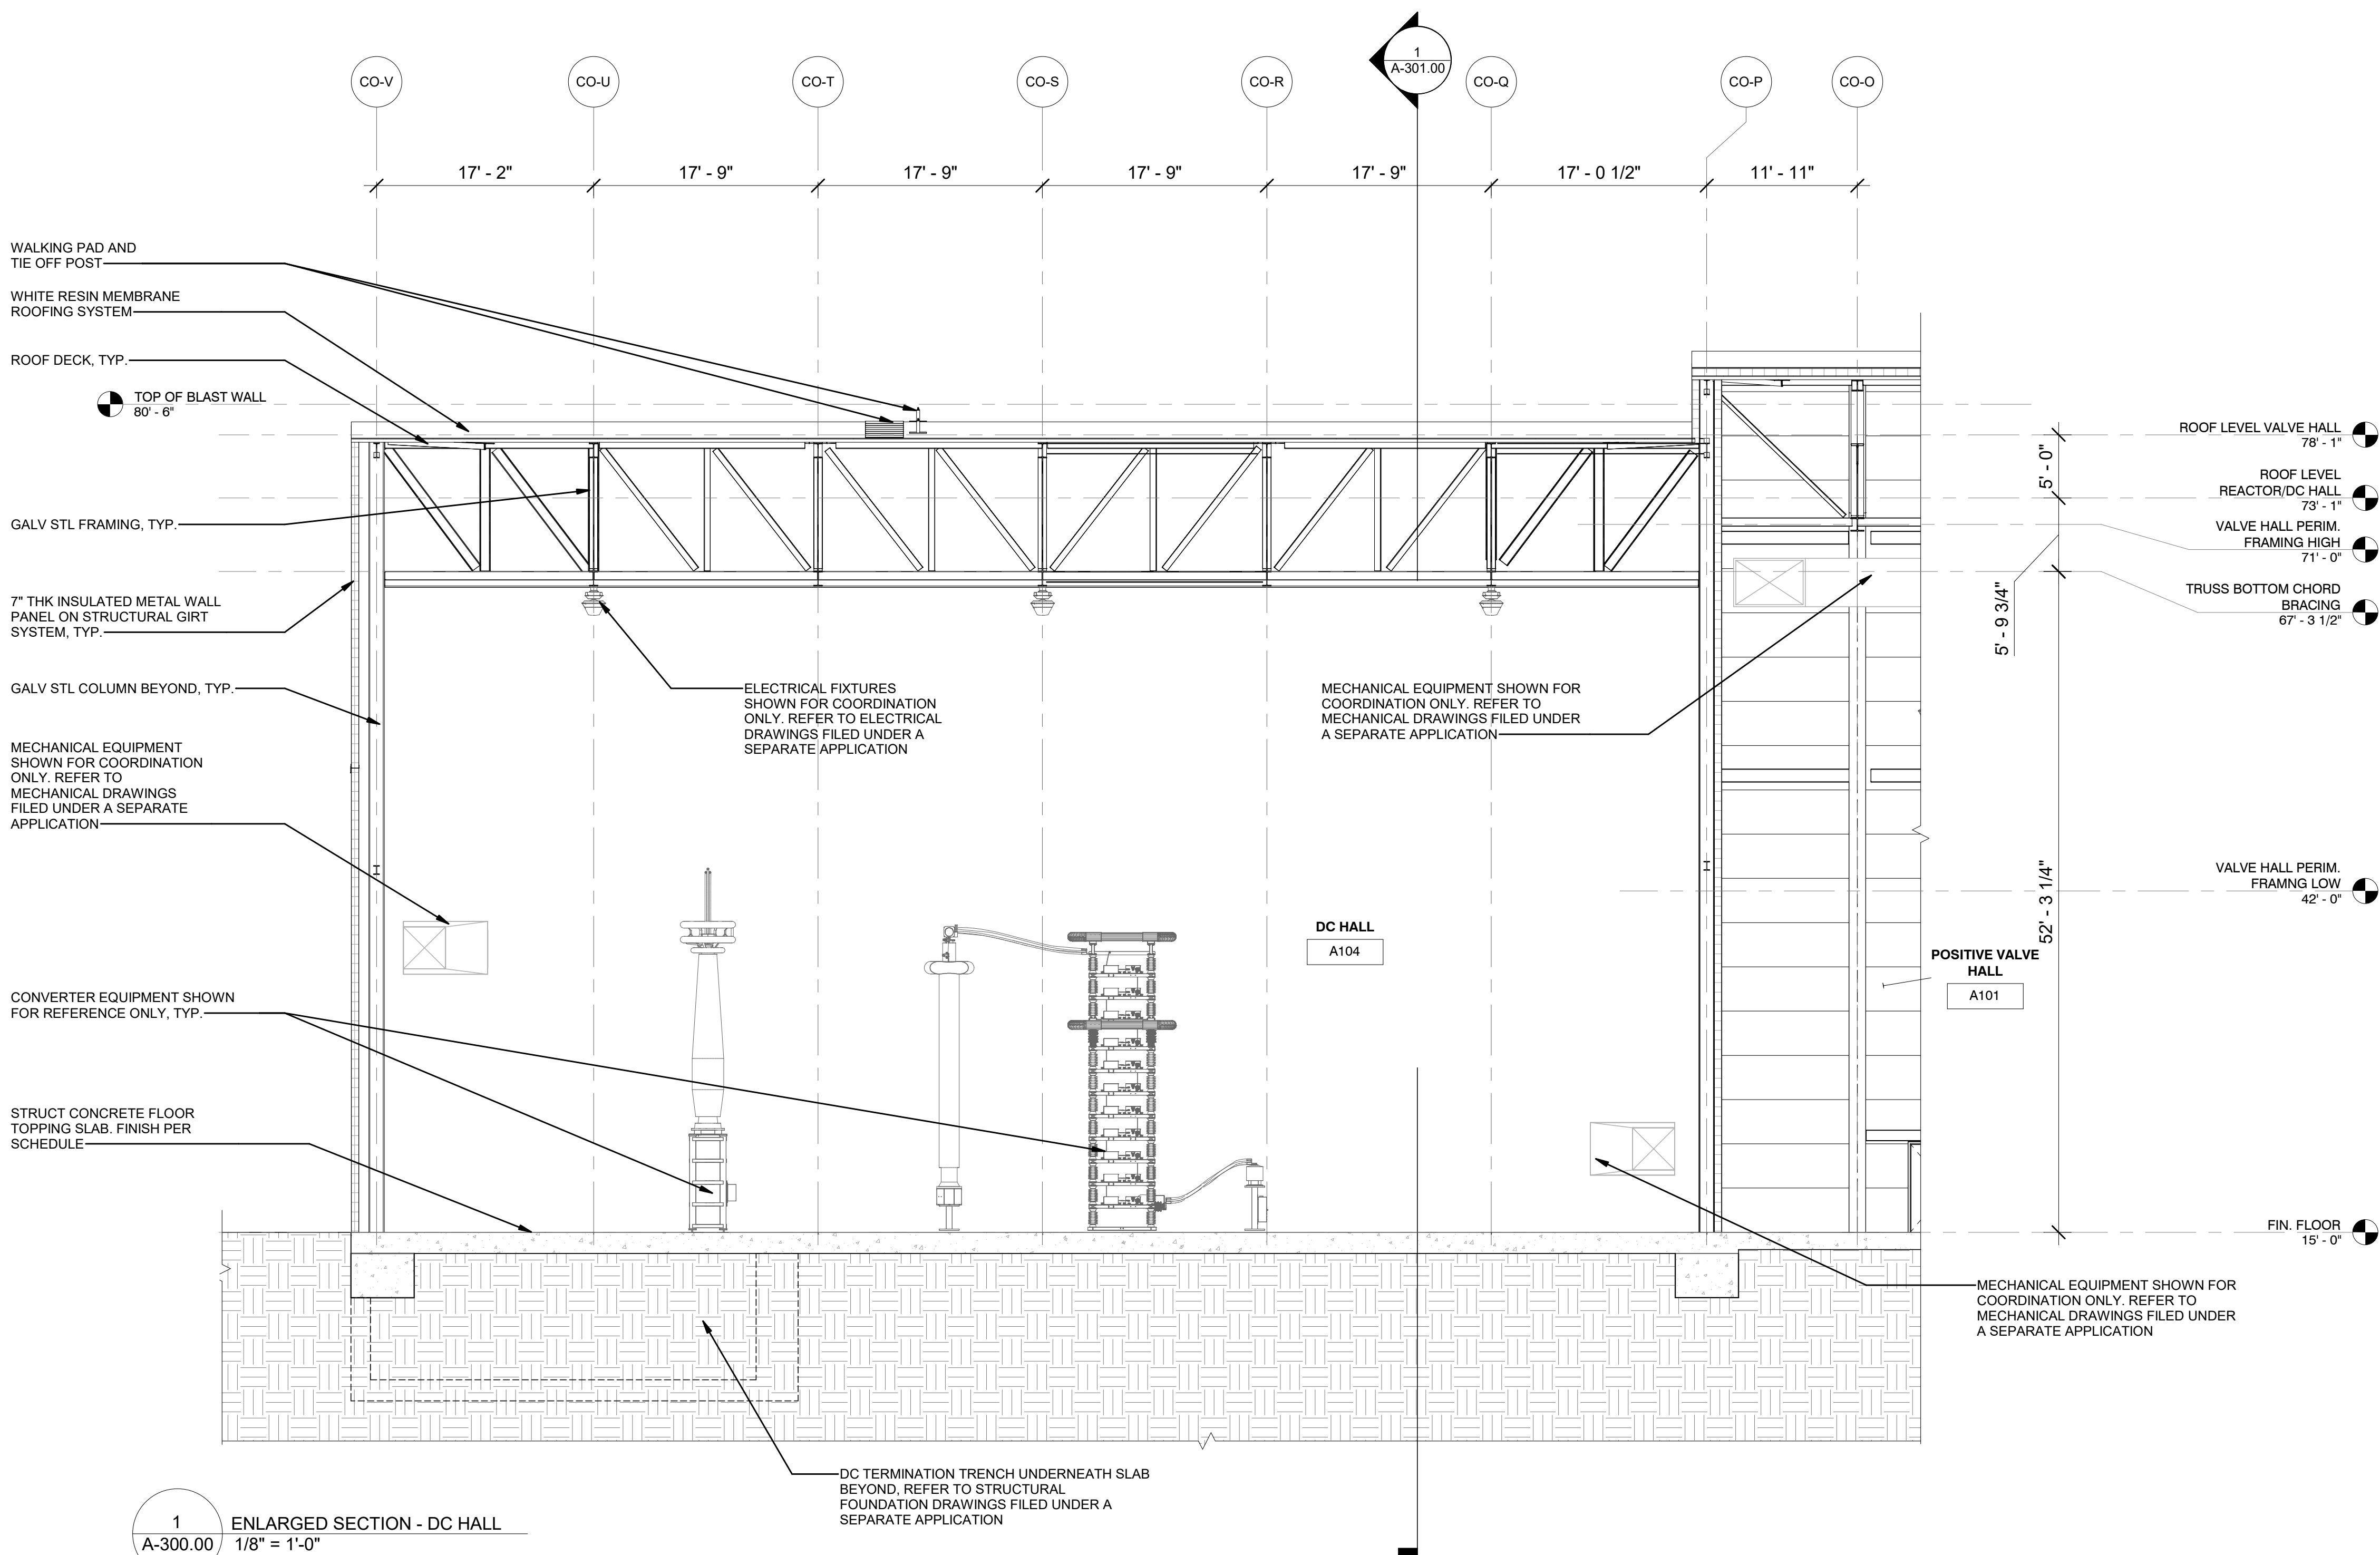 1
A-301.00
CO-V
CO-U
CO-T
CO-S
CO-R
CO-Q
CO-P
CO-O
17' - 2"
17' - 9"
17' - 9"
17' - 9"
17' - 9"
17' - 0 1/2"
11' - 11"
WALKING PAD AND
TIE OFF POST
WHITE RESIN MEMBRANE
ROOFING SYSTEM
ROOF DECK, TYP.
TOP OF BLAST WALL
80' - 6"
GALV STL FRAMING, TYP.
7" THK INSULATED METAL WALL
PANEL ON STRUCTURAL GIRT
SYSTEM, TYP.
GALV STL COLUMN BEYOND, TYP.
MECHANICAL EQUIPMENT
SHOWN FOR COORDINATION
ONLY. REFER TO
MECHANICAL DRAWINGS
FILED UNDER A SEPARATE
APPLICATION
CONVERTER EQUIPMENT SHOWN
FOR REFERENCE ONLY, TYP.
STRUCT CONCRETE FLOOR
TOPPING SLAB. FINISH PER
SCHEDULE
ELECTRICAL FIXTURES
SHOWN FOR COORDINATION
ONLY. REFER TO ELECTRICAL
DRAWINGS FILED UNDER A
SEPARATE APPLICATION
MECHANICAL EQUIPMENT SHOWN FOR
COORDINATION ONLY. REFER TO
MECHANICAL DRAWINGS FILED UNDER
A SEPARATE APPLICATION
DC HALL
A104
POSITIVE VALVE
HALL
A101
5' - 0"
5' - 9 3/4"
52' - 3 1/4"
ROOF LEVEL VALVE HALL
78' - 1"
ROOF LEVEL
REACTOR/DC HALL
73' - 1"
VALVE HALL PERIM.
FRAMING HIGH
71' - 0"
TRUSS BOTTOM CHORD
BRACING
67' - 3 1/2"
VALVE HALL PERIM.
FRAMNG LOW
42' - 0"
FIN. FLOOR
15' - 0"
MECHANICAL EQUIPMENT SHOWN FOR
COORDINATION ONLY. REFER TO
MECHANICAL DRAWINGS FILED UNDER
A SEPARATE APPLICATION
DC TERMINATION TRENCH UNDERNEATH SLAB
BEYOND, REFER TO STRUCTURAL
FOUNDATION DRAWINGS FILED UNDER A
SEPARATE APPLICATION
1
A-300.00
ENLARGED SECTION - DC HALL
1/8" = 1'-0"